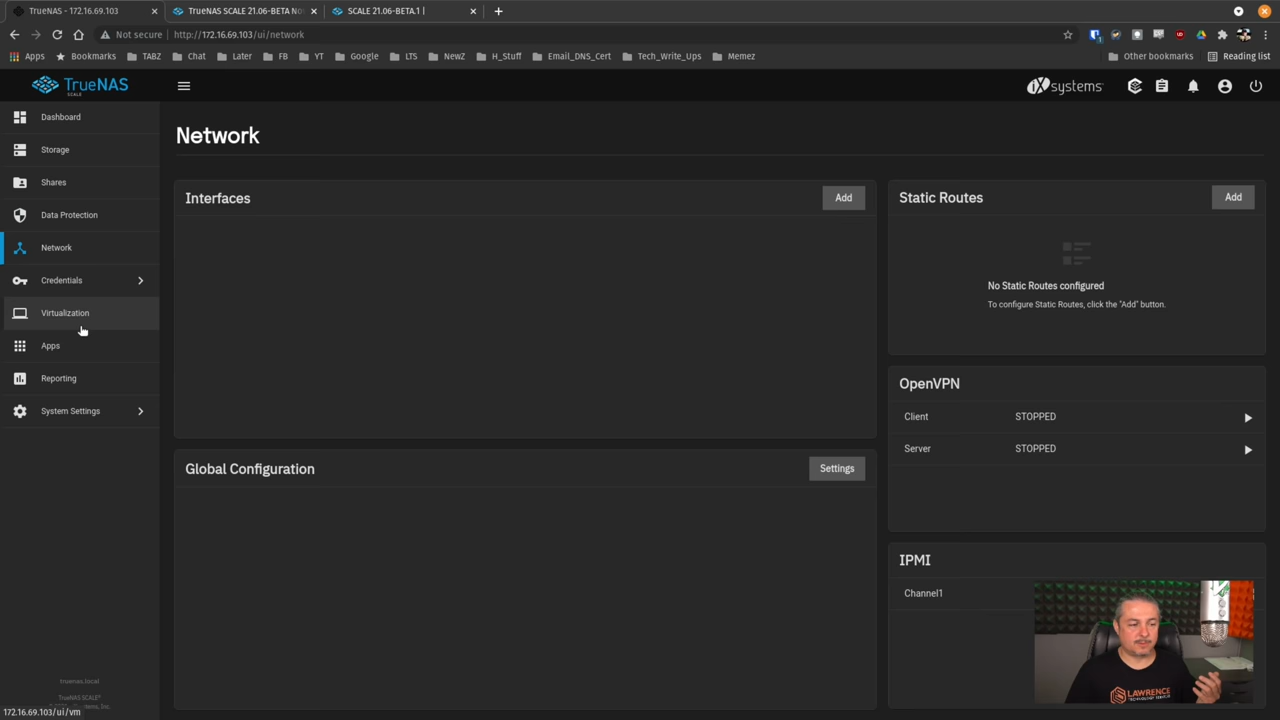 TrueNAS - 172.16.69.103
TrueNAS SCALE 21.06-BETA No
SCALE 21.06-BETA.1 |
Not secure
http://172.16.69.103/ui/network
Apps
Bookmarks
TABZ
Chat
Later
FB
YT
Google
LTS
NewZ
H_Stuff
Email_DNS_Cert
Tech_Write_Ups
Memez
Other bookmarks
Reading list
TrueNAS
SCALE
iXsystems
Dashboard
Storage
Shares
Data Protection
Network
Credentials
Virtualization
Apps
Reporting
System Settings
Network
Interfaces
Add
Global Configuration
Settings
Static Routes
Add
No Static Routes configured
To configure Static Routes, click the "Add" button.
OpenVPN
Client STOPPED
Server STOPPED
IPMI
Channel1
LAWRENCE
truenas.local
TrueNAS SCALE®
172.16.69.103/ui/vm